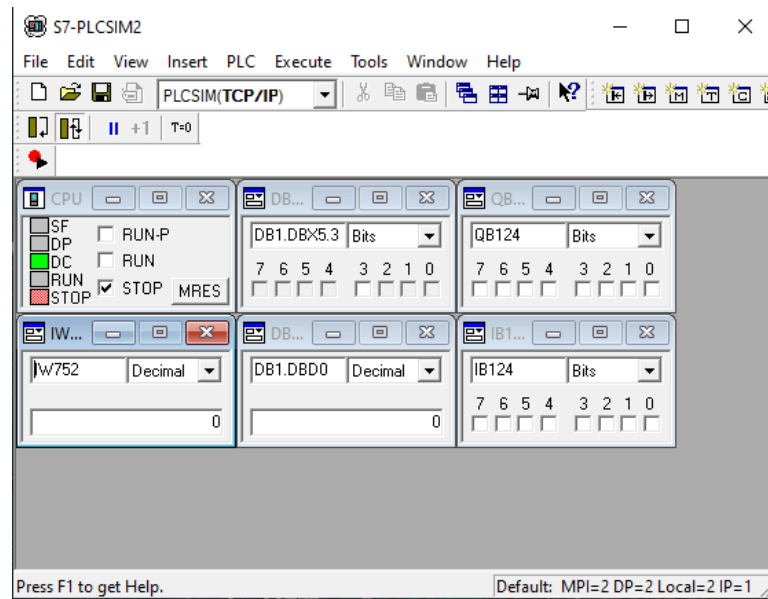 S7-PLCSIM2
File Edit View Insert PLC Execute Tools Window Help
PLCSIM(TCP/IP)
+1 T=0
CPU
SF
DP
DC
RUN
STOP
RUN-P
RUN
STOP
MRES
DB...
DB1.DBX5.3 Bits
7 6 5 4 3 2 1 0
QB...
QB124 Bits
7 6 5 4 3 2 1 0
IW...
IW752 Decimal
0
DB...
DB1.DBD0 Decimal
0
IB1...
IB124 Bits
7 6 5 4 3 2 1 0
Press F1 to get Help.
Default: MPI=2 DP=2 Local=2 IP=1